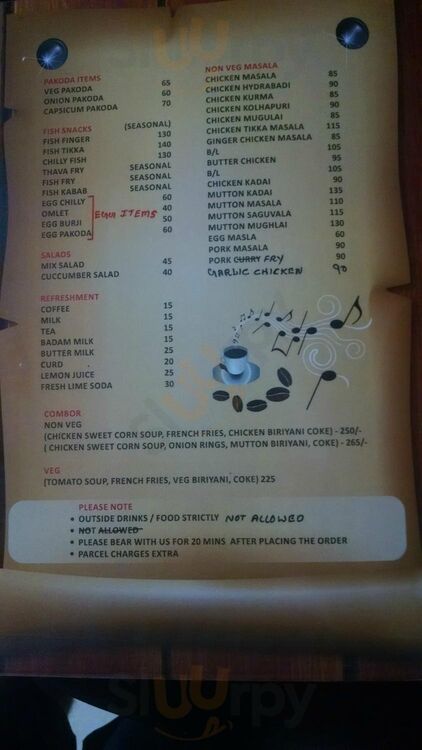 PAKODA ITEMS
VEG PAKODA 65
ONION PAKODA 60
CAPSICUM PAKODA 70
FISH SNACKS (SEASONAL)
FISH FINGER 130
FISH TIKKA 140
CHILLY FISH 130
THAVA FRY SEASONAL
FISH FRY SEASONAL
FISH KABAB SEASONAL
EGG CHILLY 60
OMLET 40
EGG BURJI 50
EGG PAKODA 60
EGGS ITEMS
SALADS
MIX SALAD 45
CUCCUMBER SALAD 40
REFRESHMENT
COFFEE 15
MILK 15
TEA 15
BADAM MILK 15
BUTTER MILK 25
CURD 20
LEMON JUICE 25
FRESH LIME SODA 30
NON VEG MASALA
CHICKEN MASALA 85
CHICKEN HYDRABADI 90
CHICKEN KURMA 85
CHICKEN KOLHAPURI 90
CHICKEN MUGULAI 85
CHICKEN TIKKA MASALA 115
GINGER CHICKEN MASALA 85
B/L 105
BUTTER CHICKEN 95
B/L 105
CHICKEN KADAI 90
MUTTON KADAI 135
MUTTON MASALA 110
MUTTON SAGUVALA 115
MUTTON MUGHLAI 130
EGG MASLA 60
PORK MASALA 90
PORK CURRY FRY 90
GARLIC CHICKEN 90
COMBOR
NON VEG
(CHICKEN SWEET CORN SOUP, FRENCH FRIES, CHICKEN BIRIYANI COKE) - 250/-
( CHICKEN SWEET CORN SOUP, ONION RINGS, MUTTON BIRIYANI, COKE) - 265/-
VEG
(TOMATO SOUP, FRENCH FRIES, VEG BIRIYANI, COKE) 225
PLEASE NOTE
• OUTSIDE DRINKS / FOOD STRICTLY NOT ALLOWED
• NOT ALLOWED
• PLEASE BEAR WITH US FOR 20 MINS AFTER PLACING THE ORDER
• PARCEL CHARGES EXTRA
sluurpy